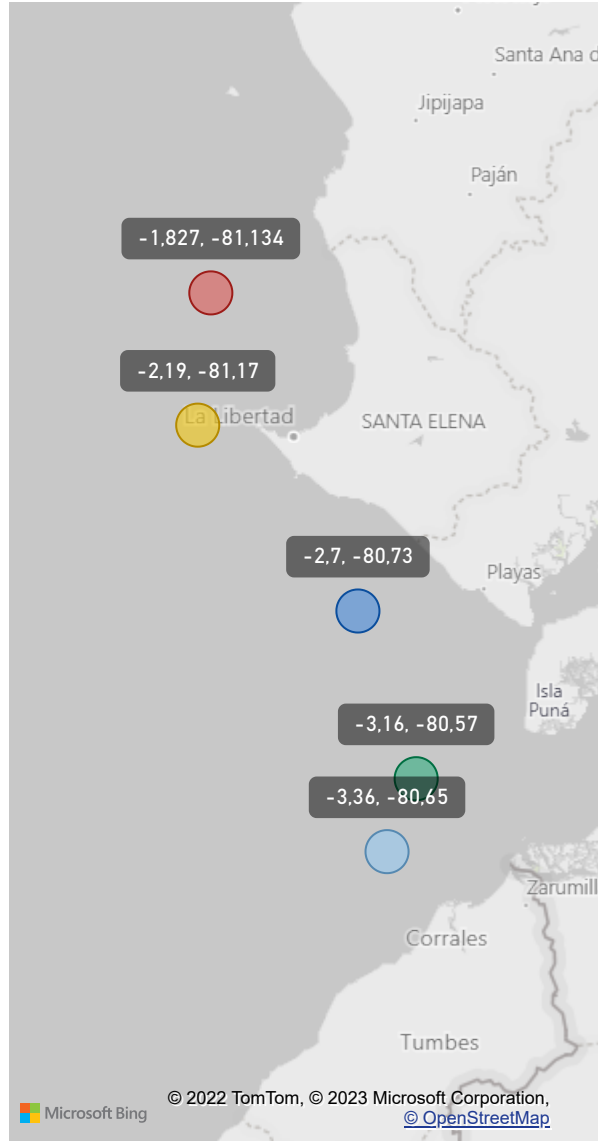 Santa Ana d
Jipijapa
Paján
-1,827, -81,134
-2,19, -81,17
La Libertad
SANTA ELENA
-2,7, -80,73
Playas
Isla
Puná
-3,16, -80,57
-3,36, -80,65
Zarumill
Corrales
Tumbes
© 2022 TomTom, © 2023 Microsoft Corporation,
Microsoft Bing
© OpenStreetMap